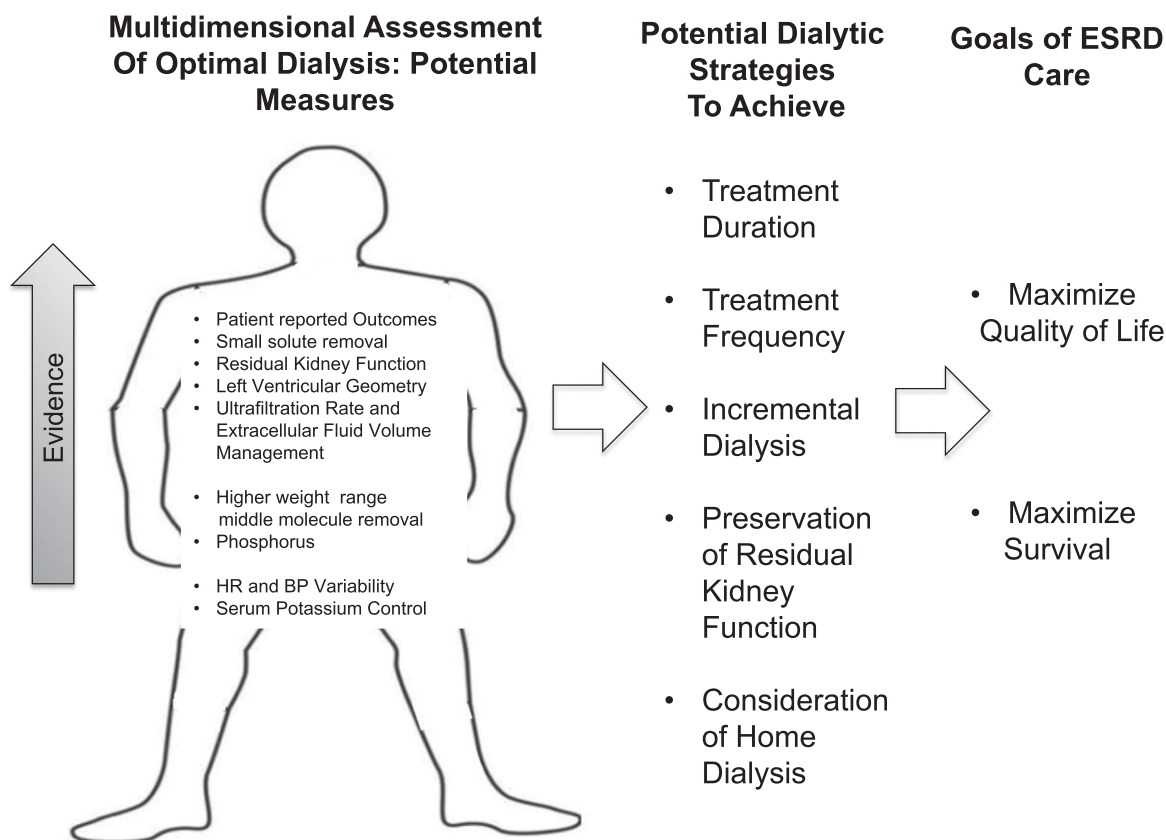 Multidimensional Assessment
Of Optimal Dialysis: Potential
Measures
Evidence
• Patient reported Outcomes
• Small solute removal
• Residual Kidney Function
• Left Ventricular Geometry
• Ultrafiltration Rate and
Extracellular Fluid Volume
Management
• Higher weight range
middle molecule removal
• Phosphorus
• HR and BP Variability
• Serum Potassium Control
Potential Dialytic
Strategies
To Achieve
• Treatment
Duration
• Treatment
Frequency
• Incremental
Dialysis
• Preservation
of Residual
Kidney
Function
• Consideration
of Home
Dialysis
Goals of ESRD
Care
• Maximize
Quality of Life
• Maximize
Survival